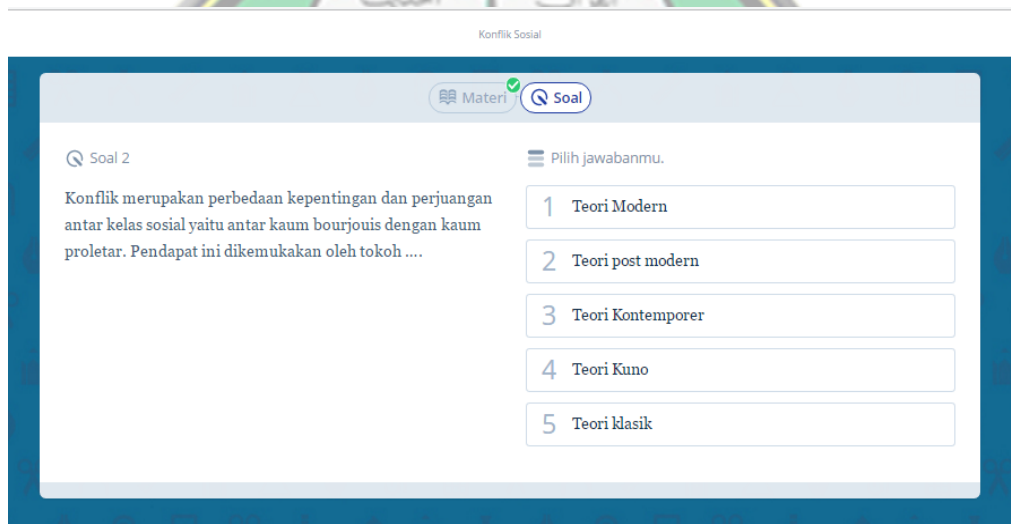 Konflik Sosial
Materi
Soal
Soal 2
Konflik merupakan perbedaan kepentingan dan perjuangan
antar kelas sosial yaitu antar kaum bourjouis dengan kaum
proletar. Pendapat ini dikemukakan oleh tokoh ....
Pilih jawabanmu.
1 Teori Modern
2 Teori post modern
3 Teori Kontemporer
4 Teori Kuno
5 Teori klasik